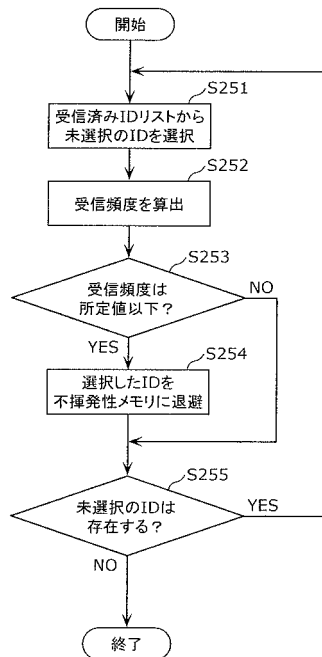 開始
S251
受信済みIDリストから
未選択のIDを選択
S252
受信頻度を算出
S253
受信頻度は
所定値以下?
NO
YES
S254
選択したIDを
不揮発性メモリに退避
S255
未選択のIDは
存在する?
YES
NO
終了